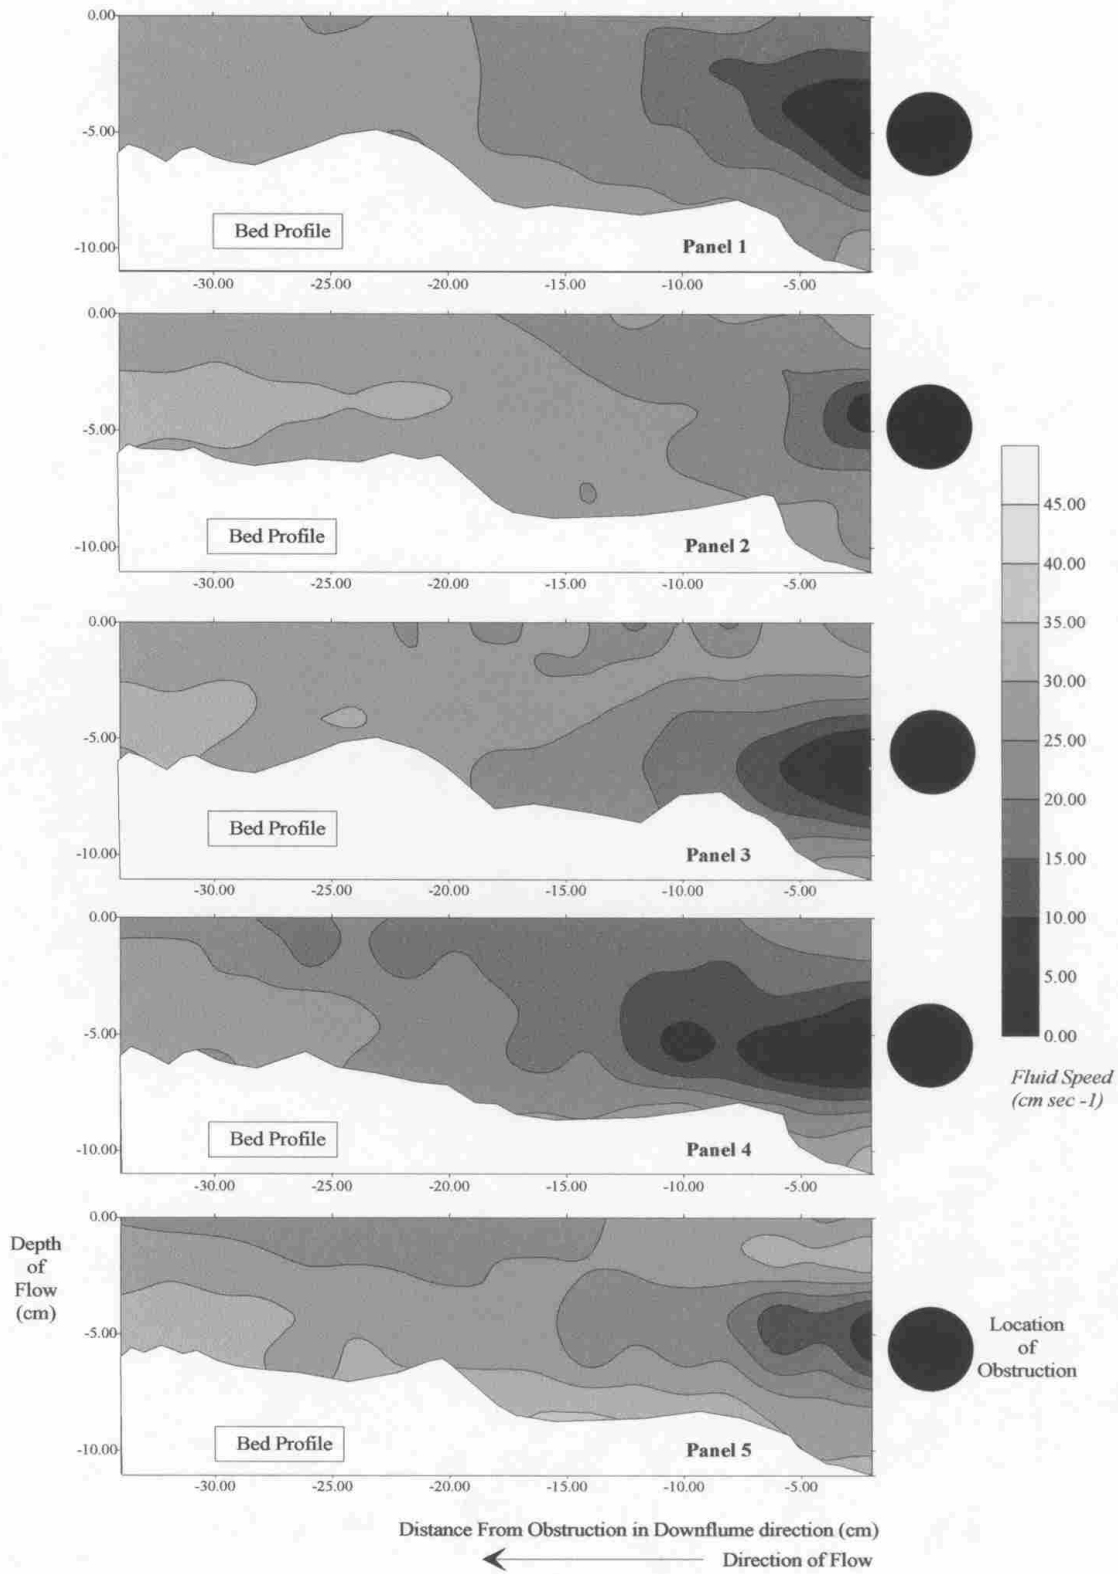 0.00
-5.00
-10.00
Bed Profile
Panel 1
-30.00 -25.00 -20.00 -15.00 -10.00 -5.00
0.00
-5.00
-10.00
Bed Profile
Panel 2
-30.00 -25.00 -20.00 -15.00 -10.00 -5.00
0.00
-5.00
-10.00
Bed Profile
Panel 3
-30.00 -25.00 -20.00 -15.00 -10.00 -5.00
0.00
-5.00
-10.00
Bed Profile
Panel 4
-30.00 -25.00 -20.00 -15.00 -10.00 -5.00
0.00
-5.00
-10.00
Bed Profile
Panel 5
-30.00 -25.00 -20.00 -15.00 -10.00 -5.00
Depth
of
Flow
(cm)
45.00
40.00
35.00
30.00
25.00
20.00
15.00
10.00
5.00
0.00
Fluid Speed
(cm sec -1)
Location
of
Obstruction
Distance From Obstruction in Downflume direction (cm)
Direction of Flow